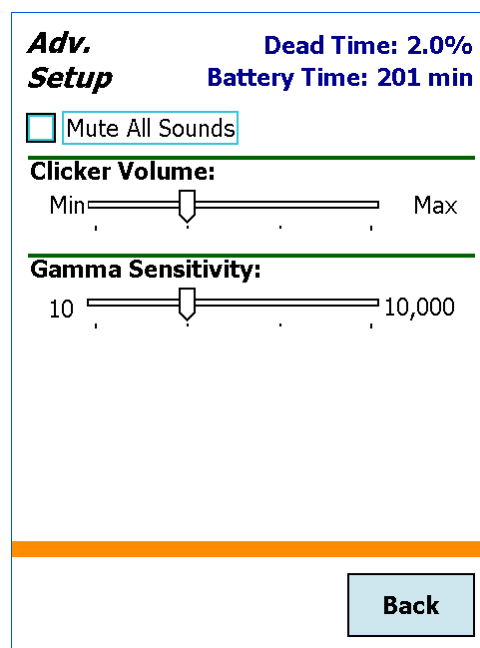 Adv. Dead Time: 2.0%
Setup Battery Time: 201 min
Mute All Sounds
Clicker Volume:
Min Max
Gamma Sensitivity:
10 10,000
Back